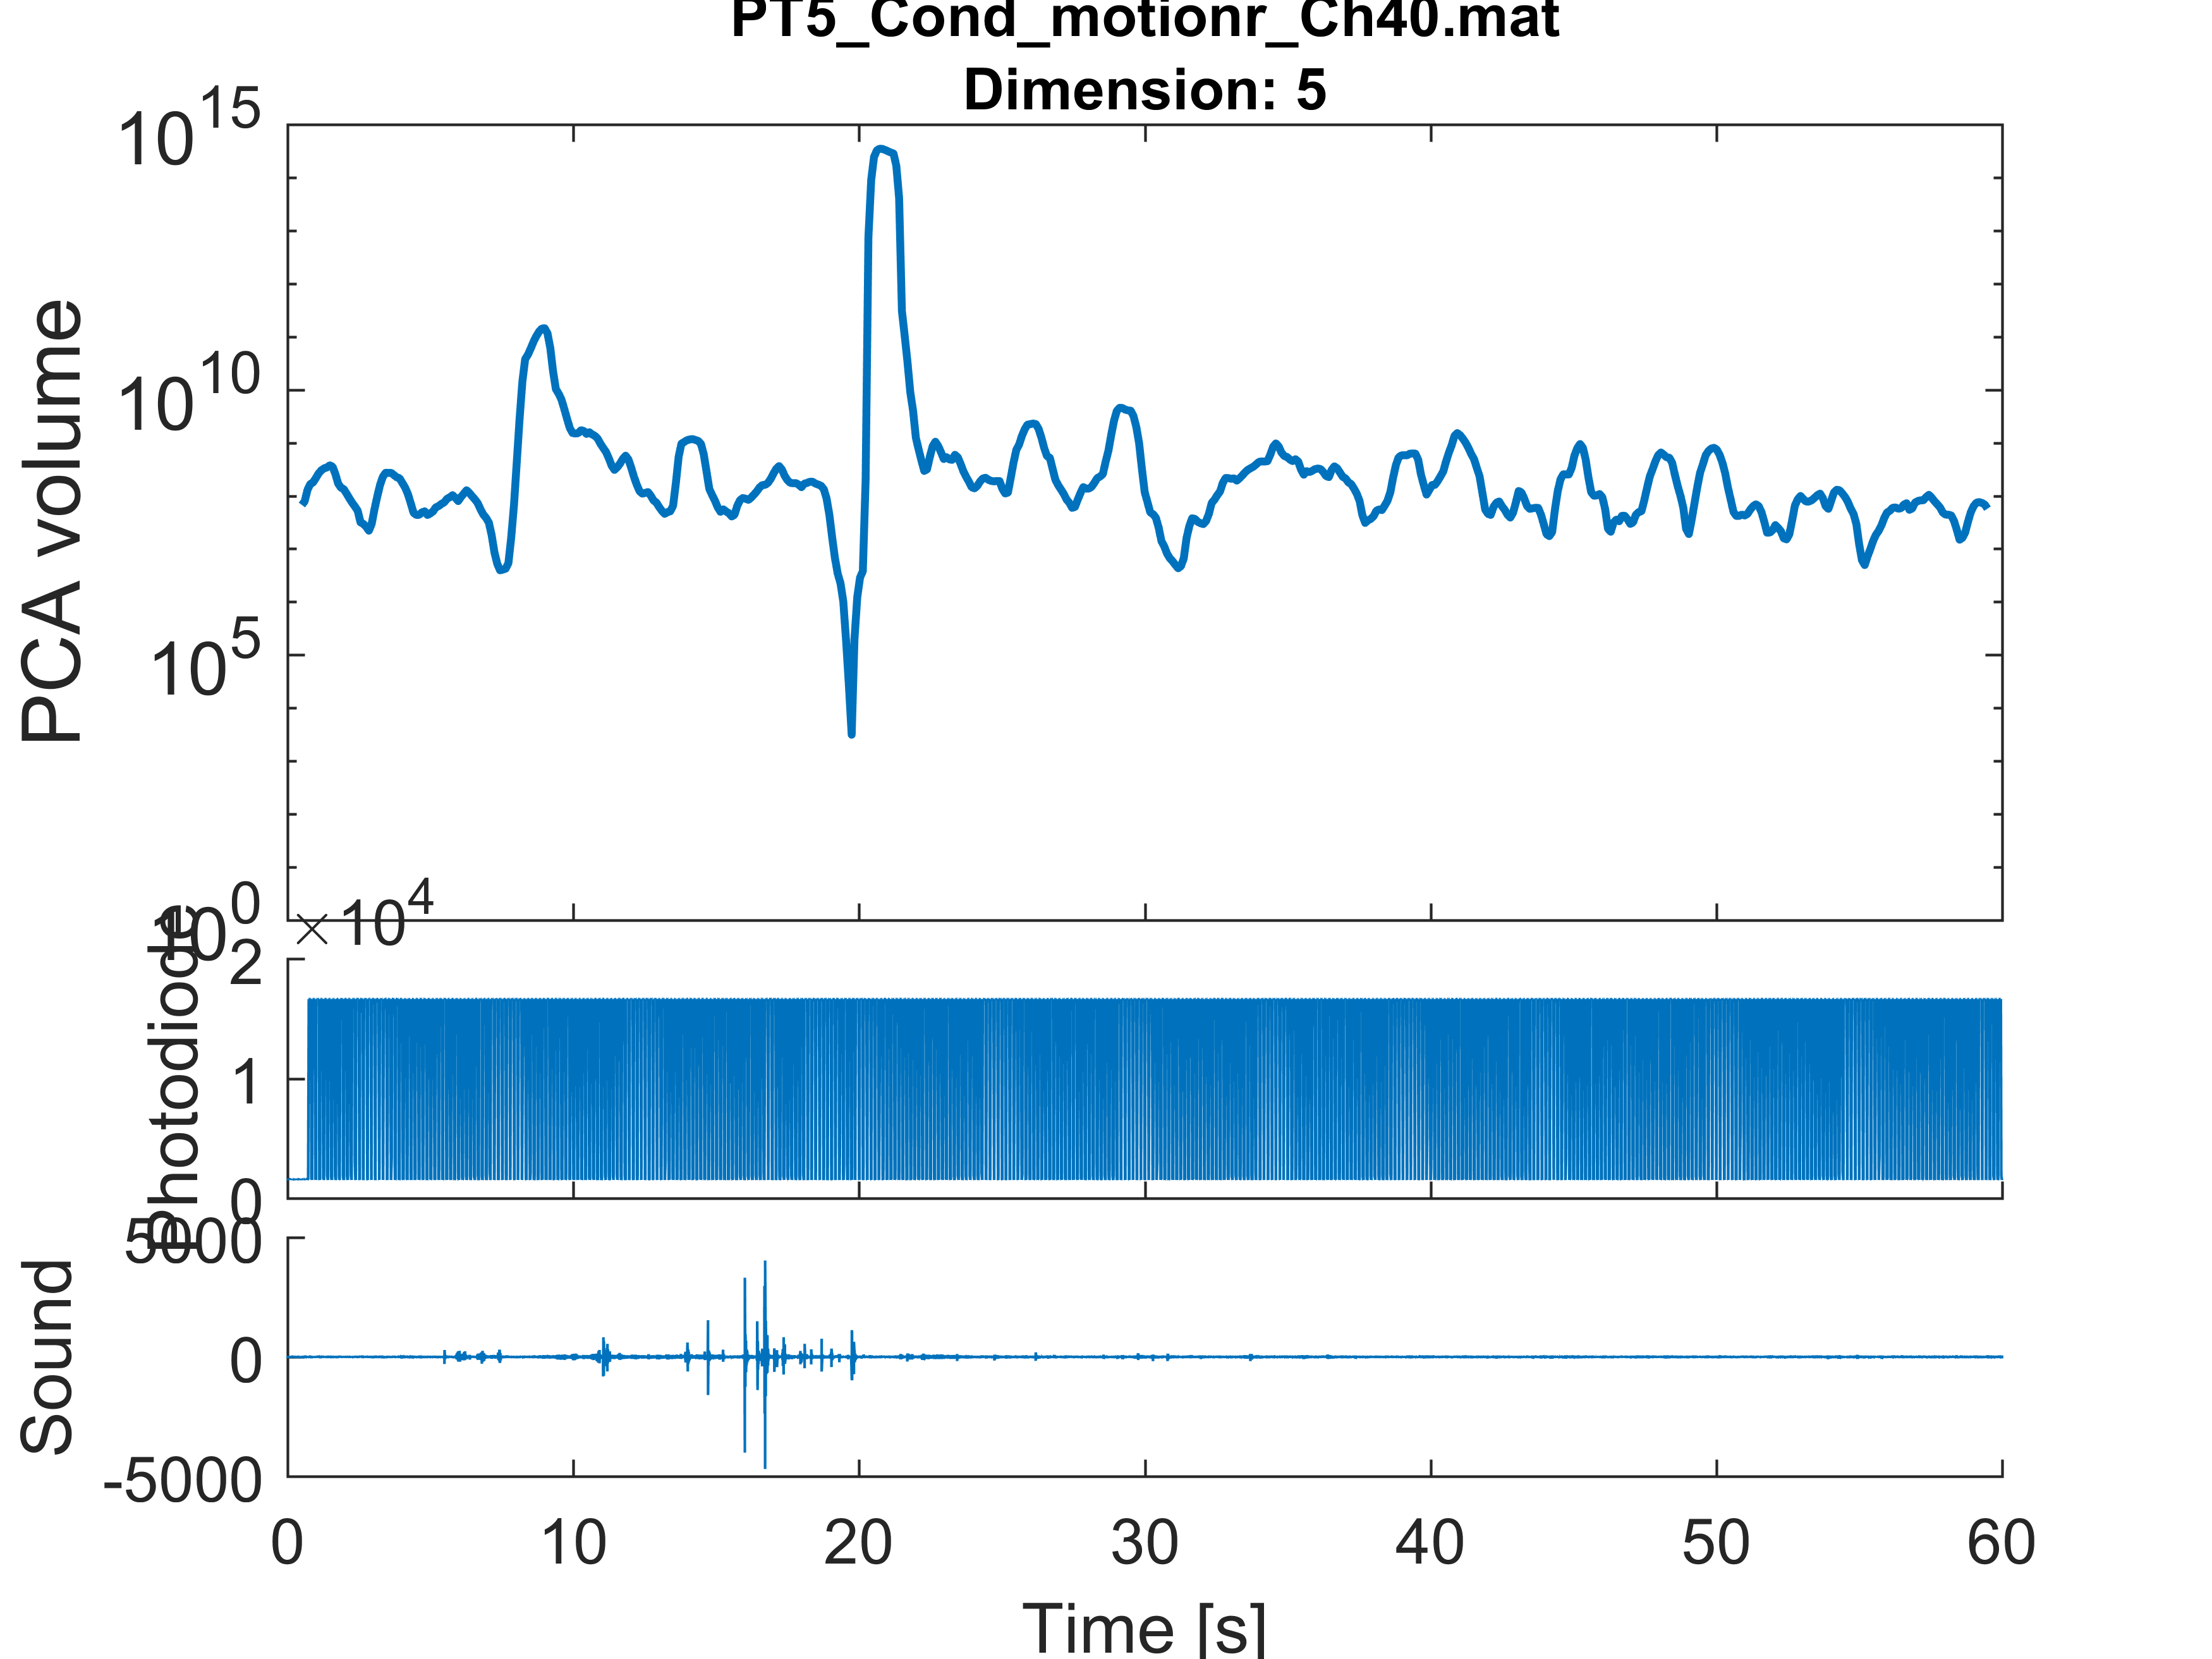 PT5_Cond_motionr_Ch40.mat
Dimension: 5
PCA volume
10^15
10^10
10^5
10^0
×10^4
Photodiode
2
1
0
Sound
5000
0
-5000
0 10 20 30 40 50 60
Time [s]